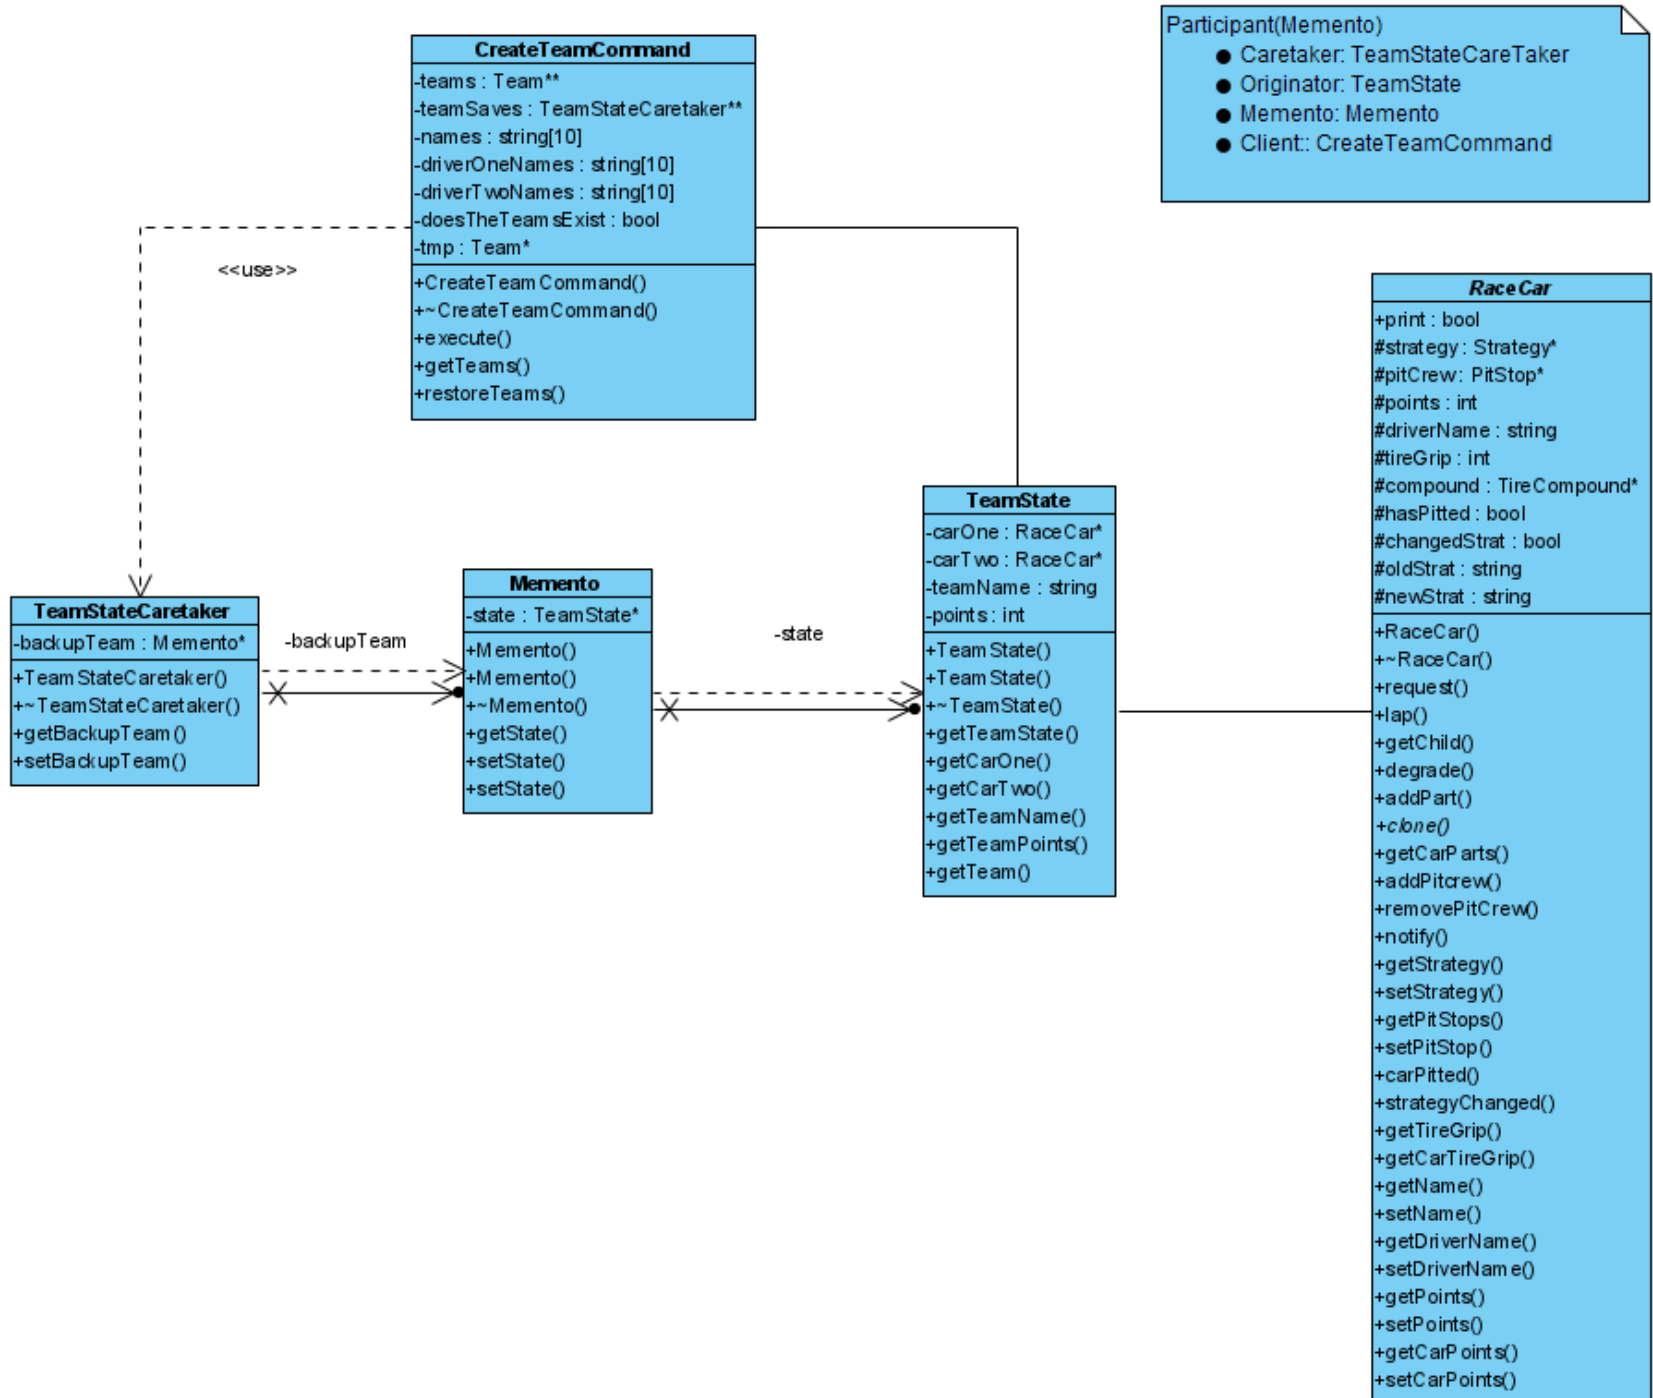 CreateTeamCommand
-teams : Team**
-teamSaves : TeamStateCaretaker**
-names : string[10]
-driverOneNames : string[10]
-driverTwoNames : string[10]
-doesTheTeamsExist : bool
-tmp : Team*
+CreateTeamCommand()
+~CreateTeamCommand()
+execute()
+getTeams()
+restoreTeams()
Participant(Memento)
● Caretaker: TeamStateCareTaker
● Originator: TeamState
● Memento: Memento
● Client:: CreateTeamCommand
<<use>>
TeamStateCaretaker
-backupTeam : Memento*
+TeamStateCaretaker()
+~TeamStateCaretaker()
+getBackupTeam()
+setBackupTeam()
-backupTeam
Memento
-state : TeamState*
+Memento()
+Memento()
+~Memento()
+getState()
+setState()
+setState()
-state
TeamState
-carOne : RaceCar*
-carTwo : RaceCar*
-teamName : string
-points : int
+TeamState()
+TeamState()
+~TeamState()
+getTeamState()
+getCarOne()
+getCarTwo()
+getTeamName()
+getTeamPoints()
+getTeam()
RaceCar
+print : bool
#strategy : Strategy*
#pitCrew : PitStop*
#points : int
#driverName : string
#tireGrip : int
#compound : TireCompound*
#hasPitted : bool
#changedStrat : bool
#oldStrat : string
#newStrat : string
+RaceCar()
+~RaceCar()
+request()
+lap()
+getChild()
+degrade()
+addPart()
+clone()
+getCarParts()
+addPitcrew()
+removePitCrew()
+notify()
+getStrategy()
+setStrategy()
+getPitStops()
+setPitStop()
+carPitted()
+strategyChanged()
+getTireGrip()
+getCarTireGrip()
+getName()
+setName()
+getDriverName()
+setDriverName()
+getPoints()
+setPoints()
+getCarPoints()
+setCarPoints()